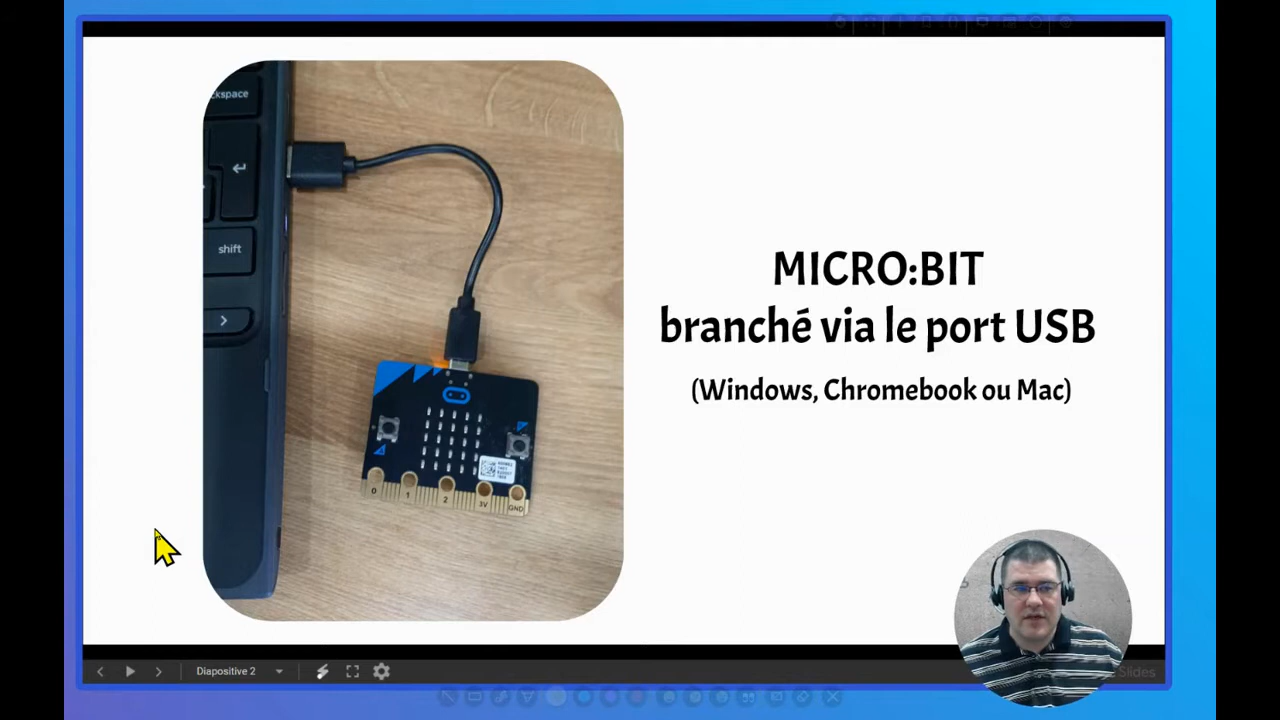 ckspace
shift
0 1 2 3V GND
MICRO:BIT
branché via le port USB
(Windows, Chromebook ou Mac)
Diapositive 2
Slides